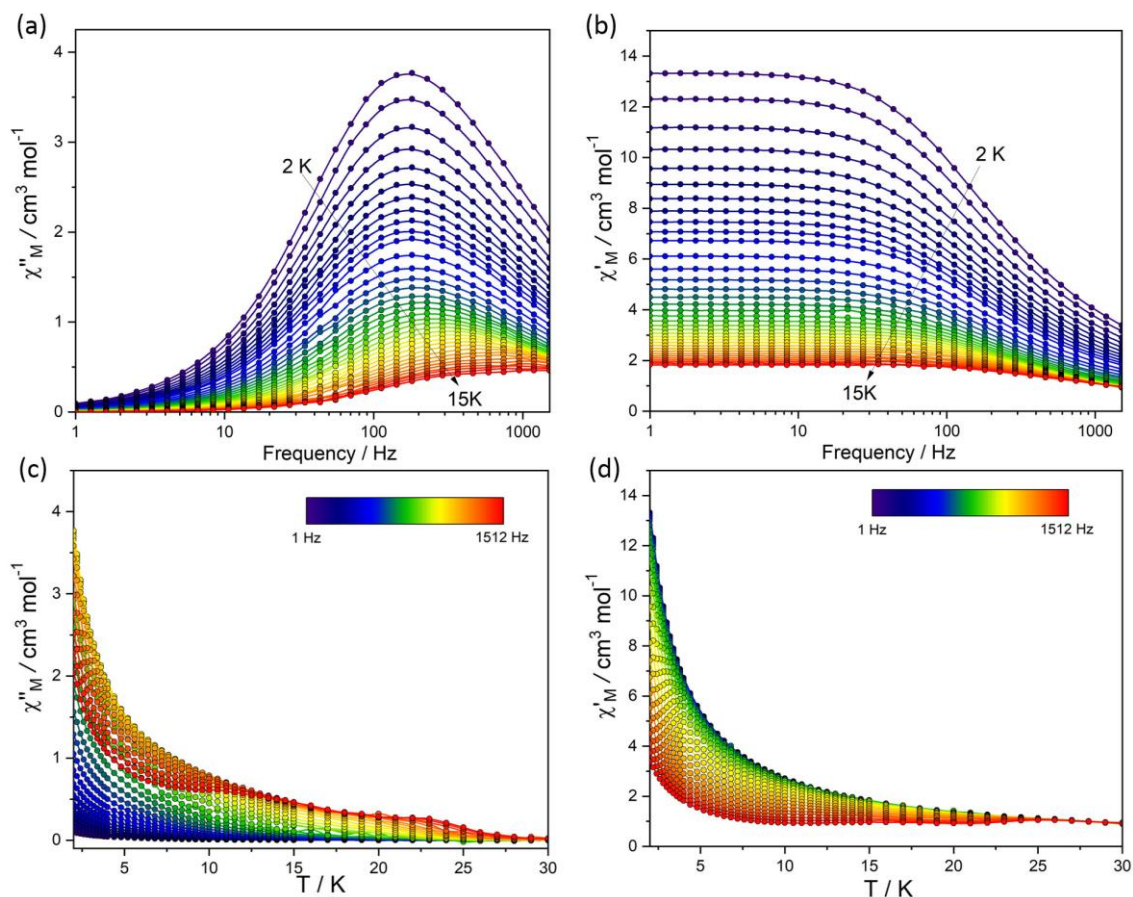 (a)
χ''M / cm3 mol-1
4
3
2
1
0
2 K
15K
1 10 100 1000
Frequency / Hz
(b)
χ'M / cm3 mol-1
14
12
10
8
6
4
2
0
2 K
15K
1 10 100 1000
Frequency / Hz
(c)
χ''M / cm3 mol-1
4
3
2
1
0
1 Hz 1512 Hz
5 10 15 20 25 30
T / K
(d)
χ'M / cm3 mol-1
14
12
10
8
6
4
2
0
1 Hz 1512 Hz
5 10 15 20 25 30
T / K